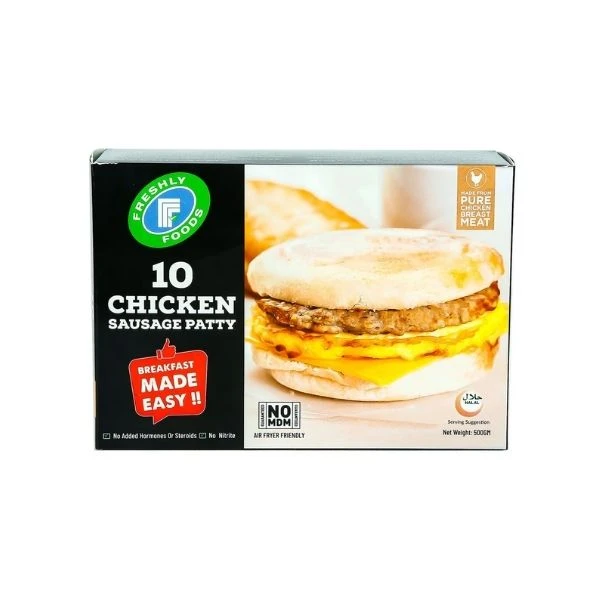 FRESHLY
FOODS
10
CHICKEN
SAUSAGE PATTY
BREAKFAST
MADE
EASY !!
No Added Hormones Or Steroids
No Nitrite
MADE FROM
PURE
CHICKEN
BREAST
MEAT
GUARANTEED
NO
MDM
GUARANTEED
AIR FRYER FRIENDLY
حلال
HALAL
Serving Suggestion
Net Weight: 500GM